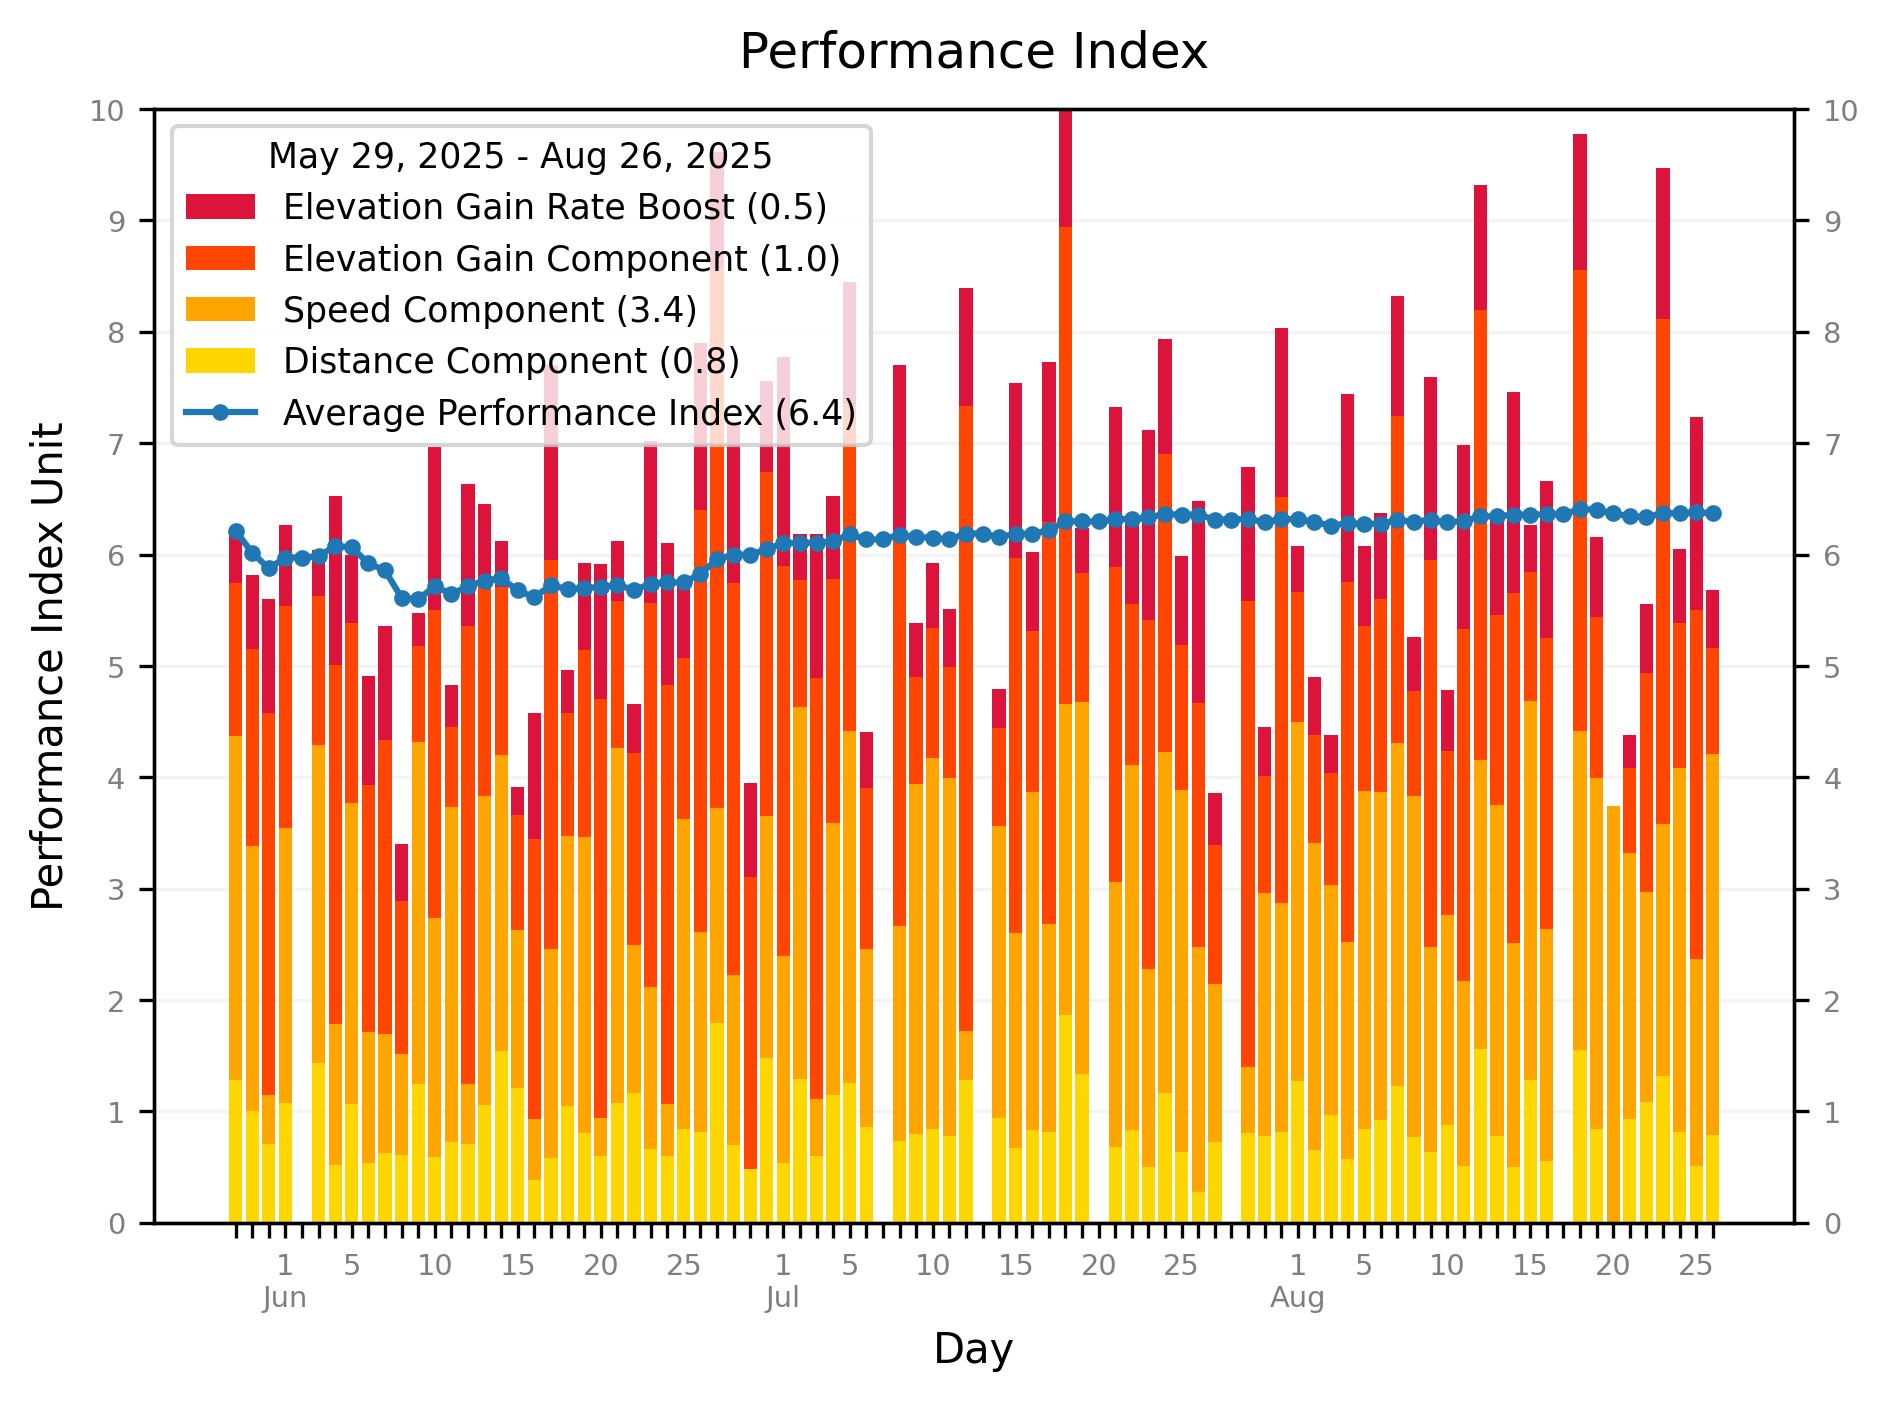 Performance Index
May 29, 2025 - Aug 26, 2025
Elevation Gain Rate Boost (0.5)
Elevation Gain Component (1.0)
Speed Component (3.4)
Distance Component (0.8)
Average Performance Index (6.4)
Performance Index Unit
10
9
8
7
6
5
4
3
2
1
0
10
9
8
7
6
5
4
3
2
1
0
1 5 10 15 20 25 1 5 10 15 20 25 1 5 10 15 20 25
Jun Jul Aug
Day